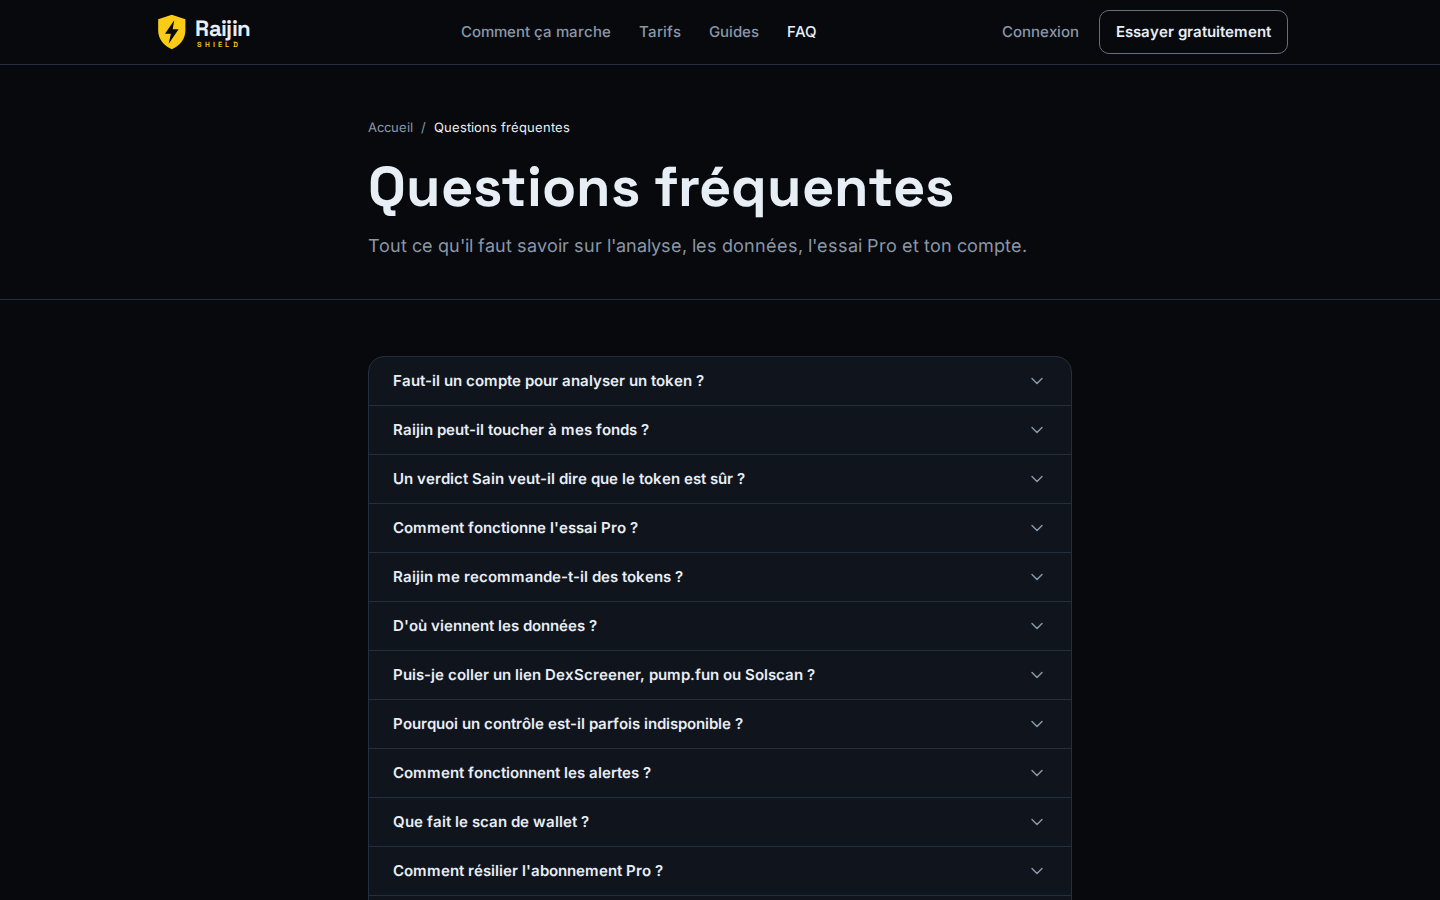 Raijin
SHIELD
Comment ça marche
Tarifs
Guides
FAQ
Connexion
Essayer gratuitement
Accueil / Questions fréquentes
Questions fréquentes
Tout ce qu'il faut savoir sur l'analyse, les données, l'essai Pro et ton compte.
Faut-il un compte pour analyser un token ?
Raijin peut-il toucher à mes fonds ?
Un verdict Sain veut-il dire que le token est sûr ?
Comment fonctionne l'essai Pro ?
Raijin me recommande-t-il des tokens ?
D'où viennent les données ?
Puis-je coller un lien DexScreener, pump.fun ou Solscan ?
Pourquoi un contrôle est-il parfois indisponible ?
Comment fonctionnent les alertes ?
Que fait le scan de wallet ?
Comment résilier l'abonnement Pro ?